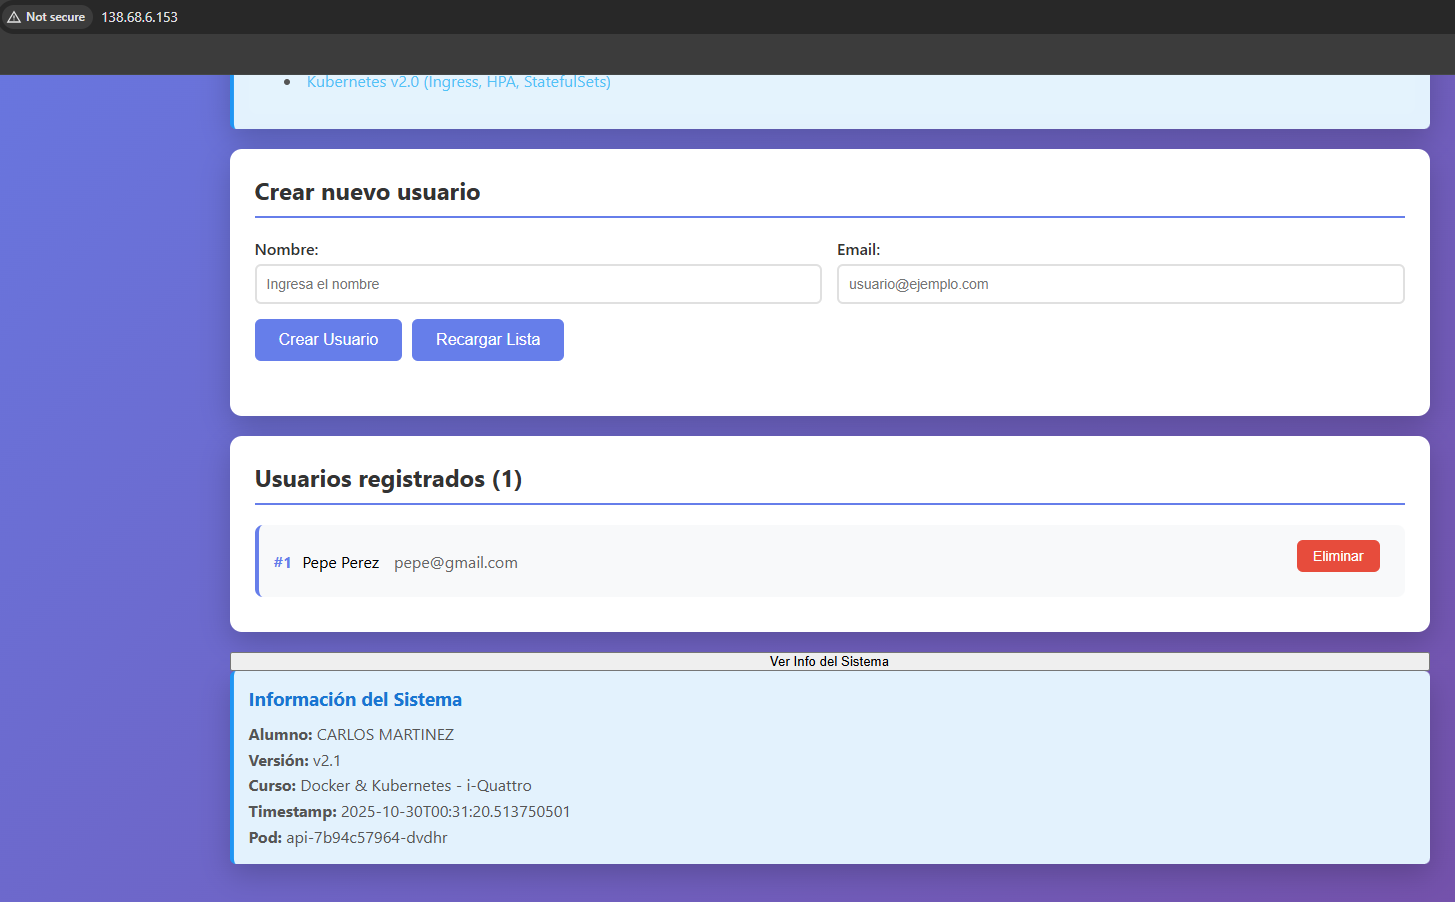 Not secure 138.68.6.153
Kubernetes v2.0 (Ingress, HPA, StatefulSets)
Crear nuevo usuario
Nombre: Email:
Ingresa el nombre usuario@ejemplo.com
Crear Usuario Recargar Lista
Usuarios registrados (1)
#1 Pepe Perez pepe@gmail.com Eliminar
Ver Info del Sistema
Información del Sistema
Alumno: CARLOS MARTINEZ
Versión: v2.1
Curso: Docker & Kubernetes - i-Quattro
Timestamp: 2025-10-30T00:31:20.513750501
Pod: api-7b94c57964-dvdhr